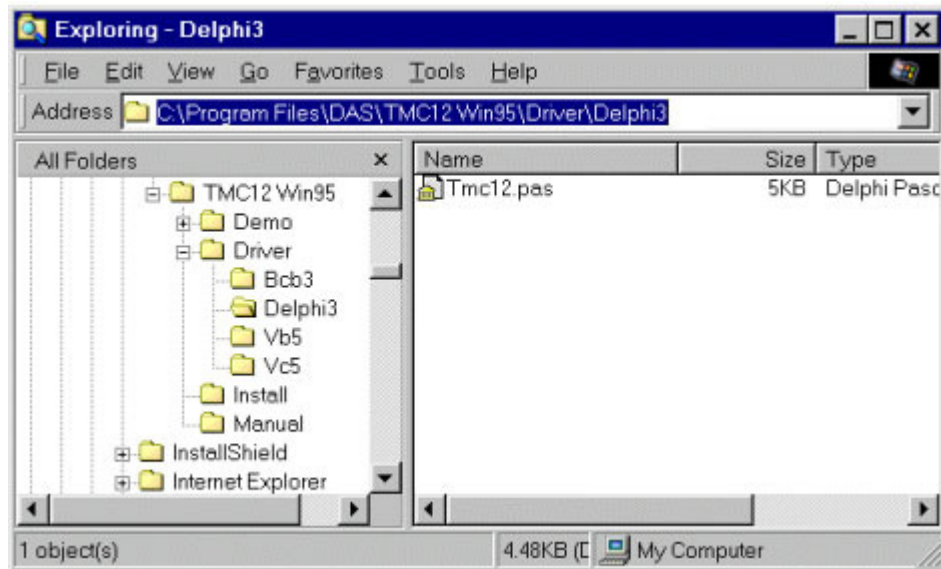 Exploring - Delphi3
File Edit View Go Favorites Tools Help
Address C:\Program Files\DAS\TMC12 Win95\Driver\Delphi3
All Folders
Name Size Type
TMC12 Win95
Tmc12.pas 5KB Delphi Pasc
Demo
Driver
Bcb3
Delphi3
Vb5
Vc5
Install
Manual
InstallShield
Internet Explorer
1 object(s) 4.48KB (D My Computer